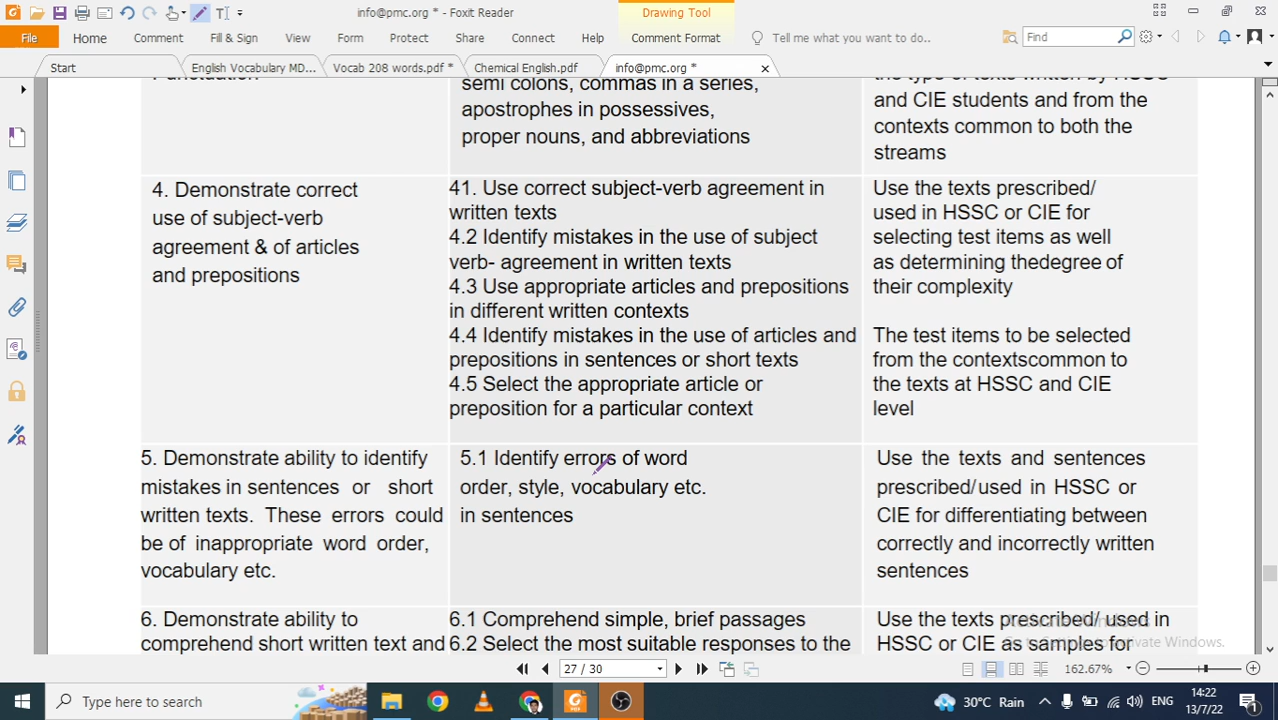 info@pmc.org * - Foxit Reader
Drawing Tool
File
Home
Comment
Fill & Sign
View
Form
Protect
Share
Connect
Help
Comment Format
Tell me what you want to do..
Find
Start
English Vocabulary MD...
Vocab 208 words.pdf *
Chemical English.pdf
info@pmc.org *
semi colons, commas in a series,
apostrophes in possessives,
proper nouns, and abbreviations
and CIE students and from the
contexts common to both the
streams
4. Demonstrate correct
use of subject-verb
agreement & of articles
and prepositions
41. Use correct subject-verb agreement in
written texts
4.2 Identify mistakes in the use of subject
verb- agreement in written texts
4.3 Use appropriate articles and prepositions
in different written contexts
4.4 Identify mistakes in the use of articles and
prepositions in sentences or short texts
4.5 Select the appropriate article or
preposition for a particular context
Use the texts prescribed/
used in HSSC or CIE for
selecting test items as well
as determining thedegree of
their complexity
The test items to be selected
from the contextscommon to
the texts at HSSC and CIE
level
5. Demonstrate ability to identify
mistakes in sentences or short
written texts. These errors could
be of inappropriate word order,
vocabulary etc.
5.1 Identify errors of word
order, style, vocabulary etc.
in sentences
Use the texts and sentences
prescribed/used in HSSC or
CIE for differentiating between
correctly and incorrectly written
sentences
6. Demonstrate ability to
comprehend short written text and
6.1 Comprehend simple, brief passages
6.2 Select the most suitable responses to the
Use the texts prescribed/ used in
HSSC or CIE as samples for
Activate Windows
Go to Settings to activate Windows.
27 / 30
162.67%
Type here to search
30°C Rain
ENG
14:22
13/7/22
1